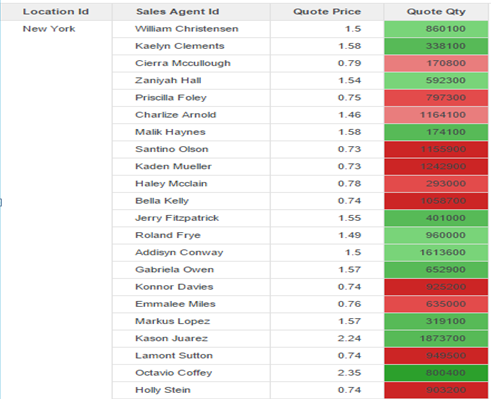 Location Id Sales Agent Id Quote Price Quote Qty
New York William Christensen 1.5 860100
Kaelyn Clements 1.58 338100
Cierra Mccullough 0.79 170800
Zaniyah Hall 1.54 592300
Priscilla Foley 0.75 797300
Charlize Arnold 1.46 1164100
Malik Haynes 1.58 174100
Santino Olson 0.73 1155900
Kaden Mueller 0.73 1242900
Haley Mcclain 0.78 293000
Bella Kelly 0.74 1058700
Jerry Fitzpatrick 1.55 401000
Roland Frye 1.49 960000
Addisyn Conway 1.5 1613600
Gabriela Owen 1.57 652900
Konnor Davies 0.74 925200
Emmalee Miles 0.76 635000
Markus Lopez 1.57 319100
Kason Juarez 2.24 1873700
Lamont Sutton 0.74 949500
Octavio Coffey 2.35 800400
Holly Stein 0.74 903200